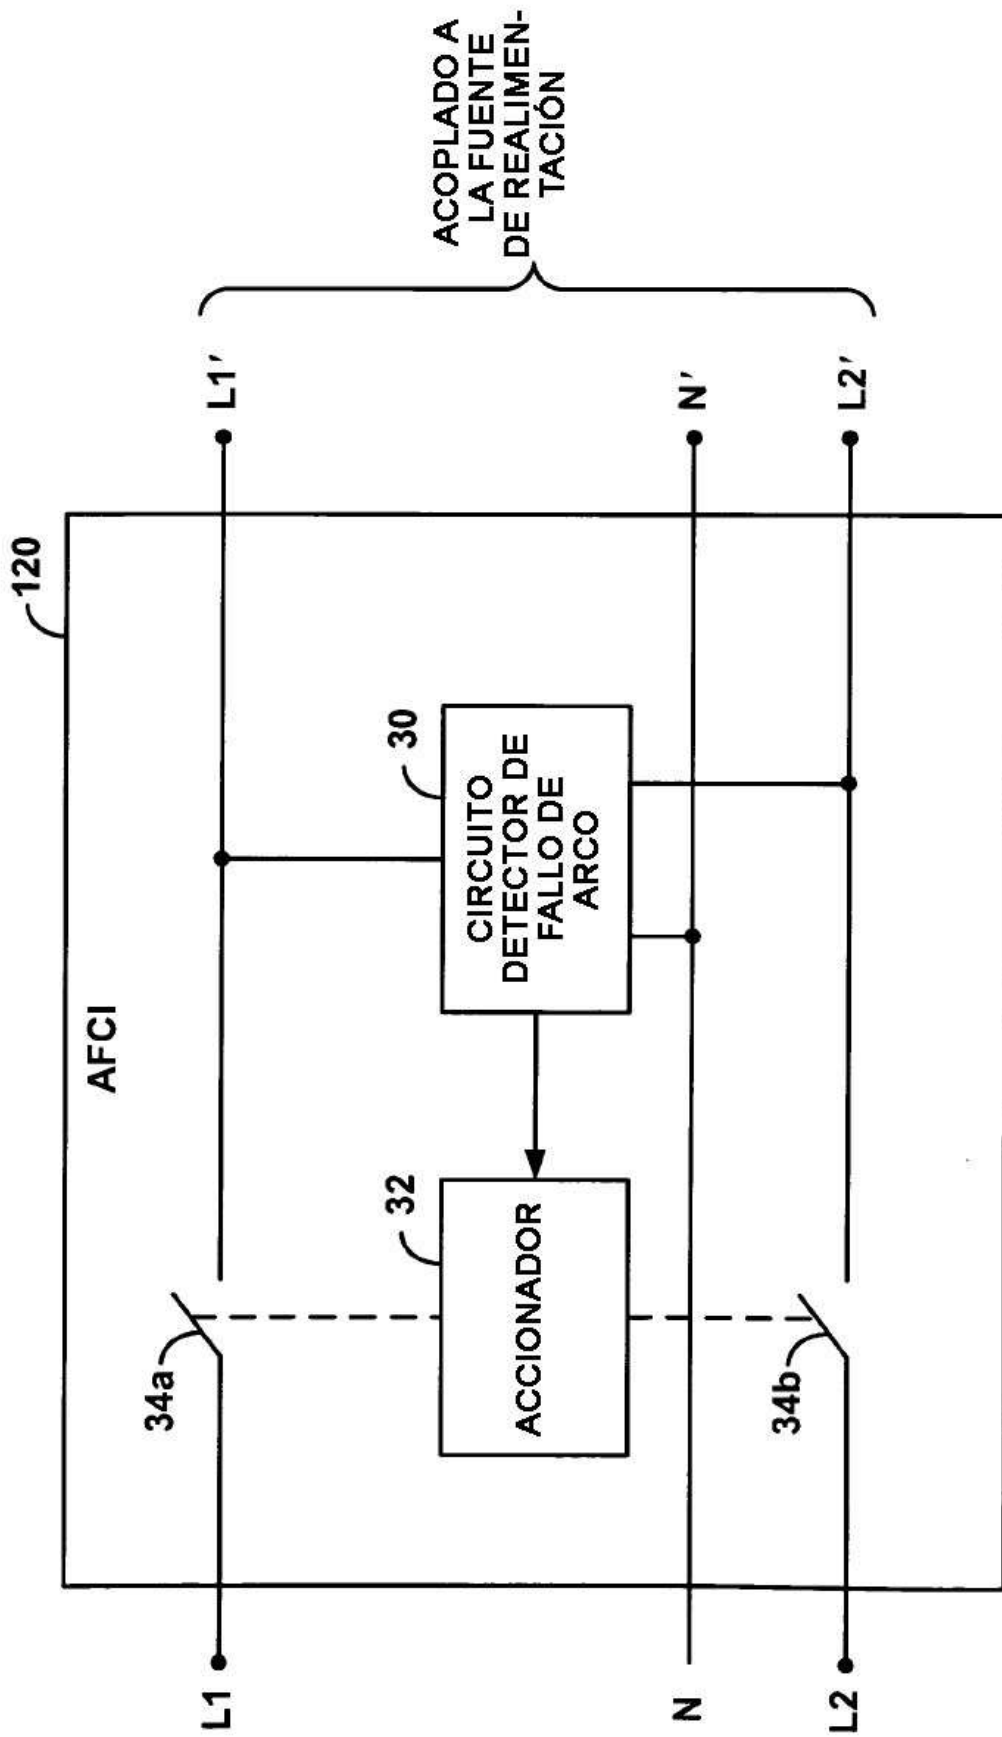 120
AFCI
L1
34a
L1′
ACOPLADO A
LA FUENTE
DE REALIMEN-
TACIÓN
32
ACCIONADOR
30
CIRCUITO
DETECTOR DE
FALLO DE
ARCO
N
N′
34b
L2
L2′